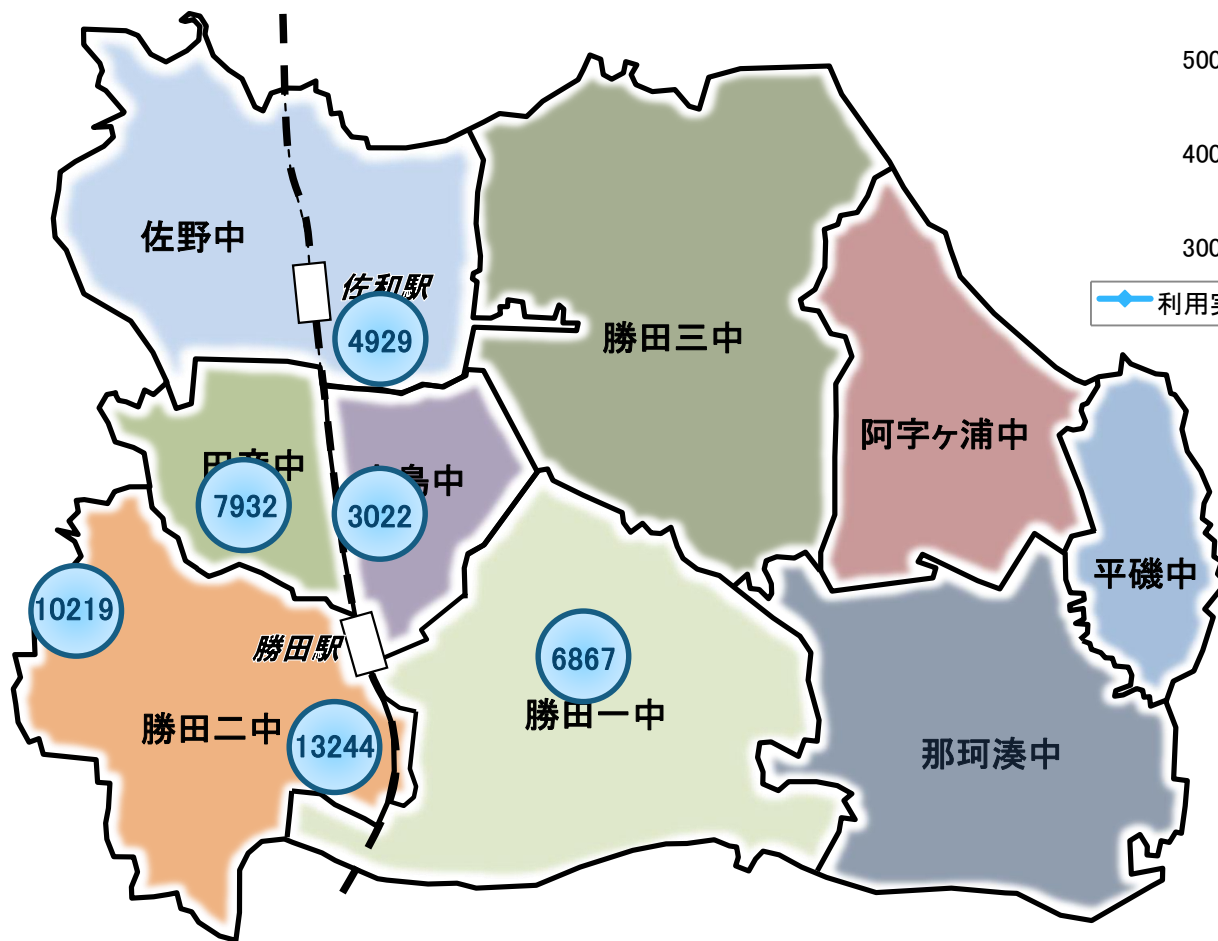 500
400
300
利用実
佐野中
佐和駅
4929
勝田三中
阿字ヶ浦中
7932
3022
平磯中
10219
勝田駅
6867
勝田二中
13244
勝田一中
那珂湊中